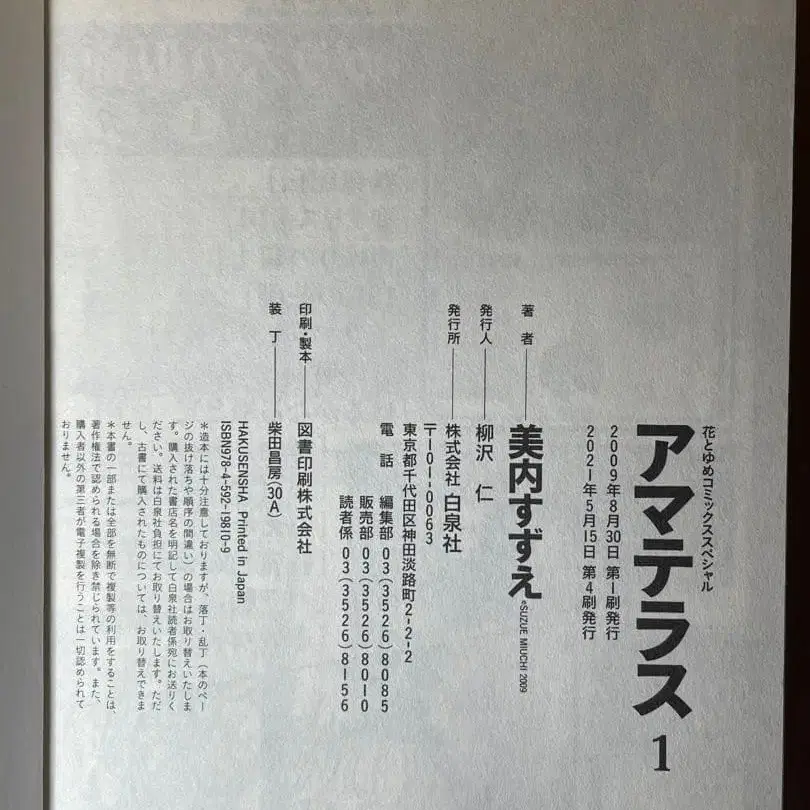 花とゆめコミックススペシャル
アマテラス 1
2009年8月30日 第1刷発行
2021年5月15日 第4刷発行
著 者 美内すずえ
©SUZUE MIUCHI 2009
発行人 柳沢 仁
発行所 株式会社 白泉社
〒101-0063
東京都千代田区神田淡路町2-2-2
電 話 編集部 03(3526)8085
販売部 03(3526)8010
読者係 03(3526)8156
印刷・製本 図書印刷株式会社
装 丁 柴田昌房(30A)
HAKUSENSHA Printed in Japan
ISBN978-4-592-19810-9
＊造本には十分注意しておりますが、落丁・乱丁(本のペー
ジの抜け落ちや順序の間違い)の場合はお取り替えいたしま
す。購入された書店名を明記して白泉社読者係宛にお送りく
ださい。送料は白泉社負担にてお取り替えいたします。ただ
し、古書にて購入されたものについては、お取り替えできま
せん。
＊本書の一部または全部を無断で複製等の利用をすることは、
著作権法で認められる場合を除き禁じられています。また、
購入者以外の第三者が電子複製を行うことは一切認められて
おりません。